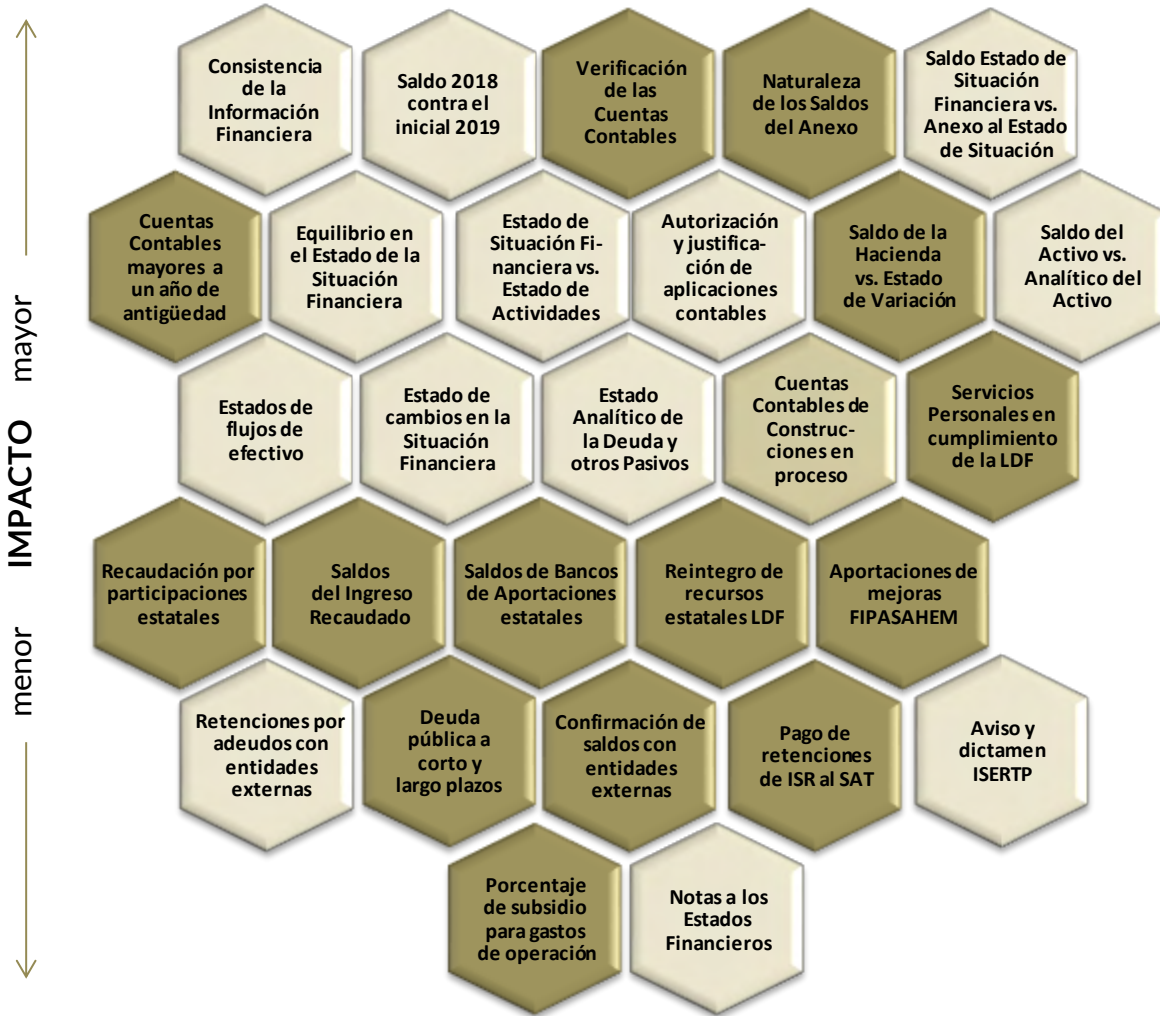 Consistencia
de la
Información
Financiera
Saldo 2018
contra el
inicial 2019
Verificación
de las
Cuentas
Contables
Naturaleza
de los Saldos
del Anexo
Saldo Estado de
Situación
Financiera vs.
Anexo al Estado
de Situación
Cuentas
Contables
mayores a
un año de
antigüedad
Equilibrio en
el Estado de la
Situación
Financiera
Estado de
Situación Fi-
nanciera vs.
Estado de
Actividades
Autorización
y justifica-
ción de
aplicaciones
contables
Saldo de la
Hacienda
vs. Estado
de Variación
Saldo del
Activo vs.
Analítico del
Activo
Estados de
flujos de
efectivo
Estado de
cambios en la
Situación
Financiera
Estado
Analítico de
la Deuda y
otros Pasivos
Cuentas
Contables de
Construc-
ciones en
proceso
Servicios
Personales en
cumplimiento
de la LDF
Recaudación por
participaciones
estatales
Saldos
del Ingreso
Recaudado
Saldos de Bancos
de Aportaciones
estatales
Reintegro de
recursos
estatales LDF
Aportaciones de
mejoras
FIPASAHEM
Retenciones por
adeudos con
entidades
externas
Deuda
pública a
corto y
largo plazos
Confirmación de
saldos con
entidades
externas
Pago de
retenciones
de ISR al SAT
Aviso y
dictamen
ISERTP
Porcentaje
de subsidio
para gastos
de operación
Notas a los
Estados
Financieros
menor IMPACTO mayor